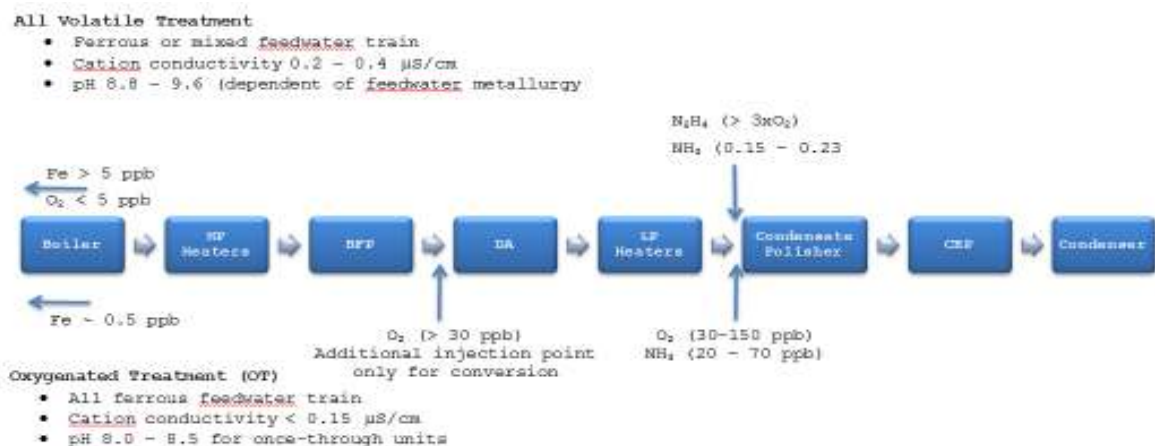 All Volatile Treatment
• Ferrous or mixed feedwater train
• Cation conductivity 0.2 – 0.4 µS/cm
• pH 8.8 – 9.6 (dependent of feedwater metallurgy
N₂H₄ (> 3xO₂)
NH₃ (0.15 – 0.23
Fe > 5 ppb
O₂ < 5 ppb
Boiler
HP
Heaters
BFP
DA
LP
Heaters
Condensate
Polisher
CEP
Condenser
Fe ~ 0.5 ppb
O₂ (> 30 ppb)
Additional injection point
only for conversion
O₂ (30-150 ppb)
NH₃ (20 – 70 ppb)
Oxygenated Treatment (OT)
• All ferrous feedwater train
• Cation conductivity < 0.15 µS/cm
• pH 8.0 – 8.5 for once-through units